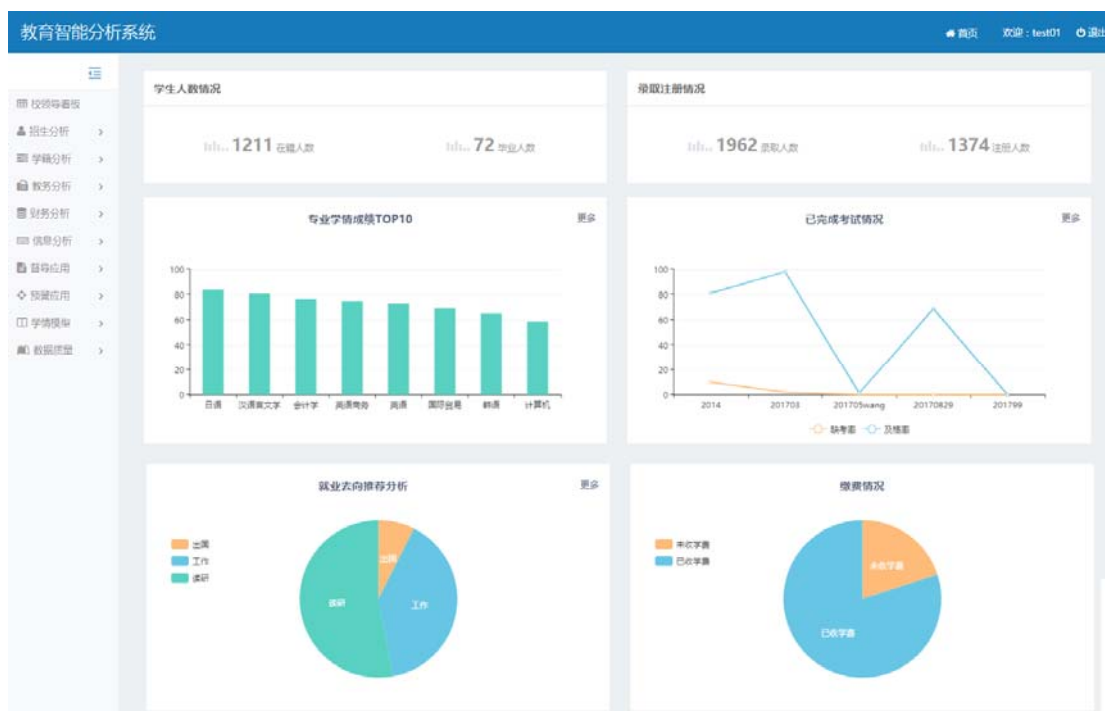 教育智能分析系统
首页 欢迎：test01 退出
校领导看板
招生分析
学籍分析
教务分析
财务分析
信息分析
督导应用
预警应用
学情模拟
数据质量
学生人数情况
1211 在籍人数 72 毕业人数
录取注册情况
1962 录取人数 1374 注册人数
专业学情成绩TOP10 更多
100
80
60
40
20
0
日语 汉语言文学 会计学 英语商务 英语 国际贸易 韩语 计算机
已完成考试情况 更多
100
80
60
40
20
0
2014 201703 201705wang 20170829 201799
缺考率 及格率
就业去向推荐分析 更多
出国
工作
读研
出国
工作
读研
缴费情况
未收学费
已收学费
未收学费
已收学费